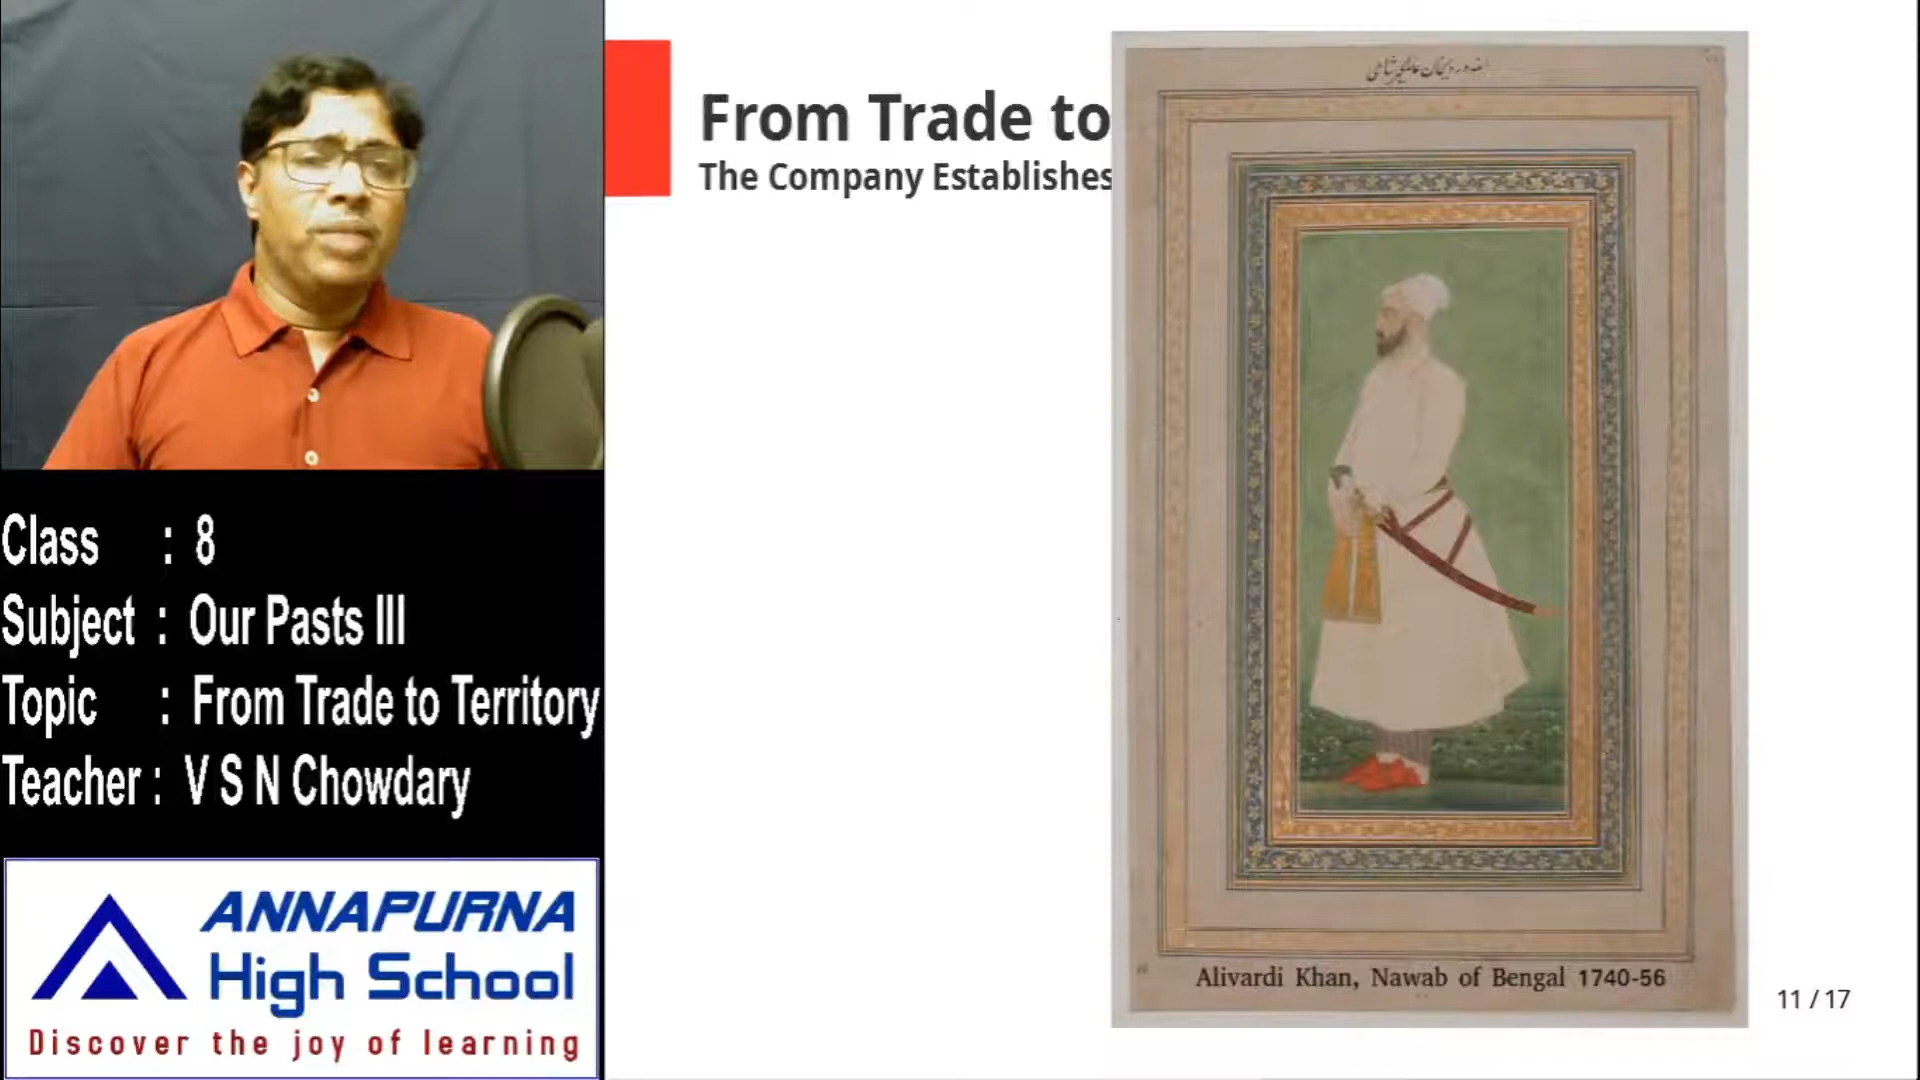 From Trade to
The Company Establishes
Class : 8
Subject : Our Pasts III
Topic : From Trade to Territory
Teacher : V S N Chowdary
ANNAPURNA
High School
Discover the joy of learning
Alivardi Khan, Nawab of Bengal 1740-56
11 / 17